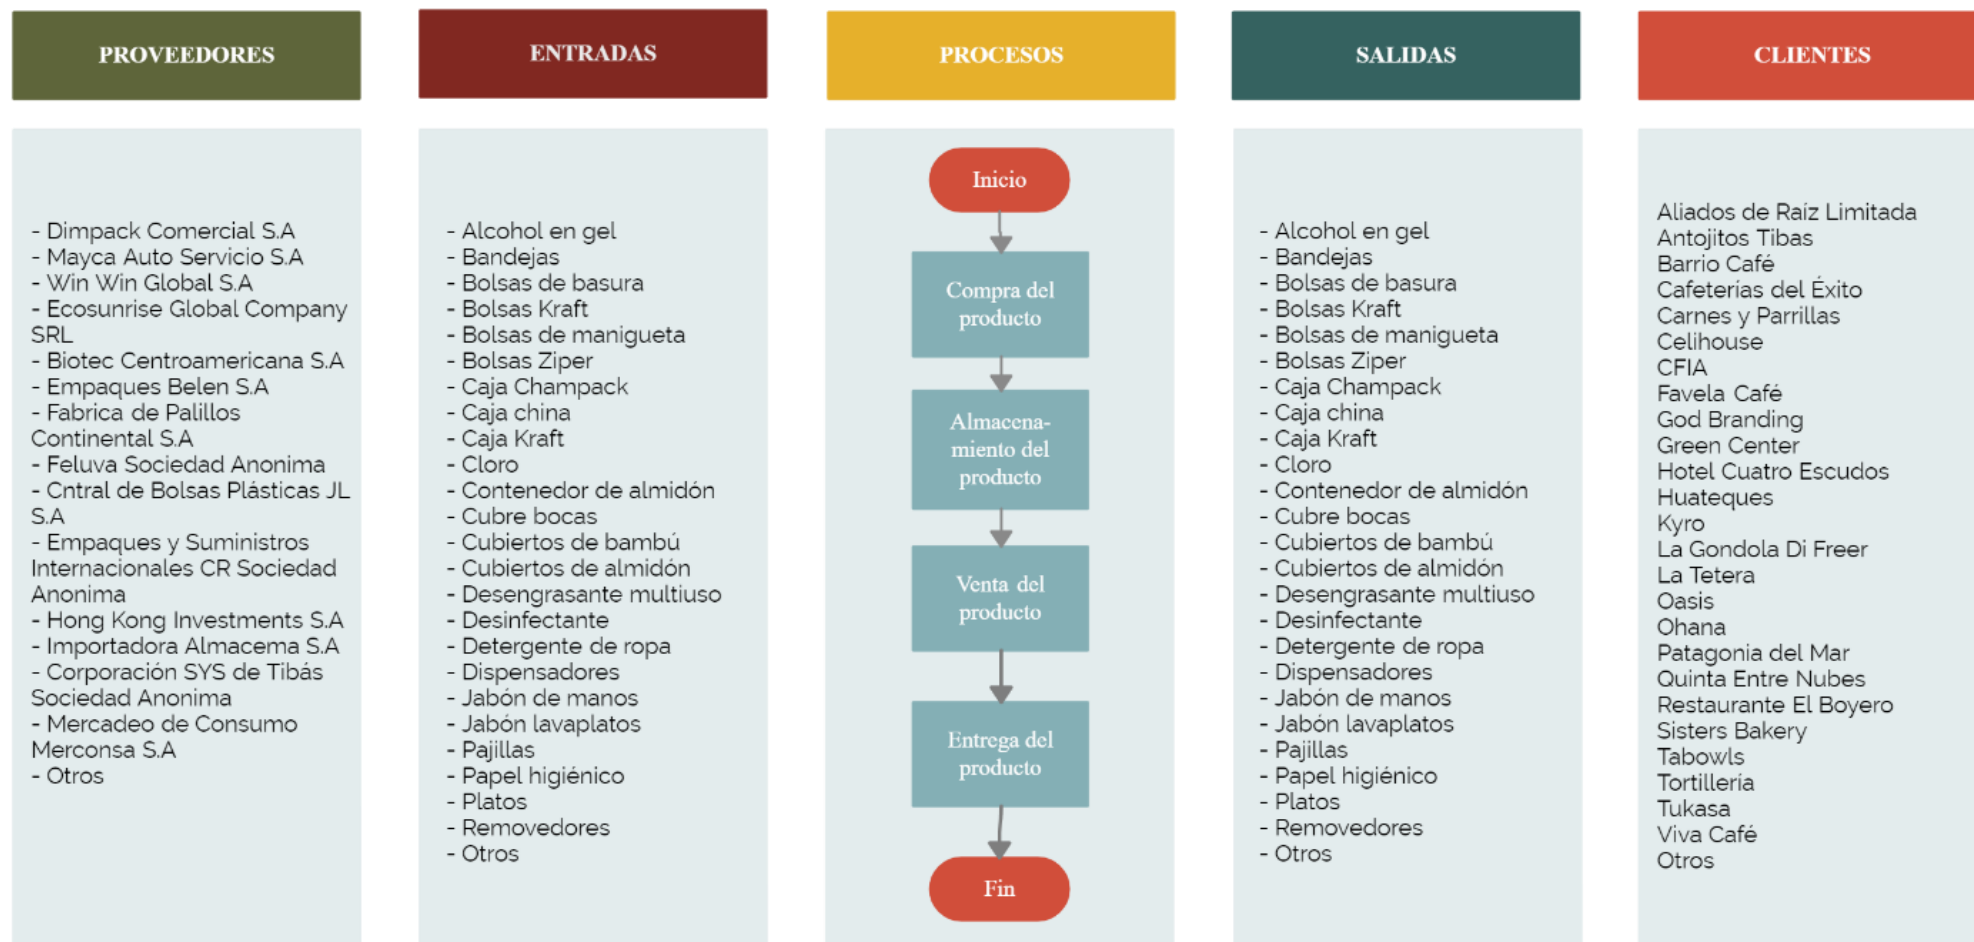 PROVEEDORES
- Dimpack Comercial S.A
- Mayca Auto Servicio S.A
- Win Win Global S.A
- Ecosunrise Global Company
SRL
- Biotec Centroamericana S.A
- Empaques Belen S.A
- Fabrica de Palillos
Continental S.A
- Feluva Sociedad Anonima
- Cntral de Bolsas Plásticas JL
S.A
- Empaques y Suministros
Internacionales CR Sociedad
Anonima
- Hong Kong Investments S.A
- Importadora Almacema S.A
- Corporación SYS de Tibás
Sociedad Anonima
- Mercadeo de Consumo
Merconsa S.A
- Otros
ENTRADAS
- Alcohol en gel
- Bandejas
- Bolsas de basura
- Bolsas Kraft
- Bolsas de manigueta
- Bolsas Ziper
- Caja Champack
- Caja china
- Caja Kraft
- Cloro
- Contenedor de almidón
- Cubre bocas
- Cubiertos de bambú
- Cubiertos de almidón
- Desengrasante multiuso
- Desinfectante
- Detergente de ropa
- Dispensadores
- Jabón de manos
- Jabón lavaplatos
- Pajillas
- Papel higiénico
- Platos
- Removedores
- Otros
PROCESOS
Inicio
Compra del
producto
Almacena-
miento del
producto
Venta del
producto
Entrega del
producto
Fin
SALIDAS
- Alcohol en gel
- Bandejas
- Bolsas de basura
- Bolsas Kraft
- Bolsas de manigueta
- Bolsas Ziper
- Caja Champack
- Caja china
- Caja Kraft
- Cloro
- Contenedor de almidón
- Cubre bocas
- Cubiertos de bambú
- Cubiertos de almidón
- Desengrasante multiuso
- Desinfectante
- Detergente de ropa
- Dispensadores
- Jabón de manos
- Jabón lavaplatos
- Pajillas
- Papel higiénico
- Platos
- Removedores
- Otros
CLIENTES
Aliados de Raíz Limitada
Antojitos Tibas
Barrio Café
Cafeterías del Éxito
Carnes y Parrillas
Celihouse
CFIA
Favela Café
God Branding
Green Center
Hotel Cuatro Escudos
Huateques
Kyro
La Gondola Di Freer
La Tetera
Oasis
Ohana
Patagonia del Mar
Quinta Entre Nubes
Restaurante El Boyero
Sisters Bakery
Tabowls
Tortillería
Tukasa
Viva Café
Otros